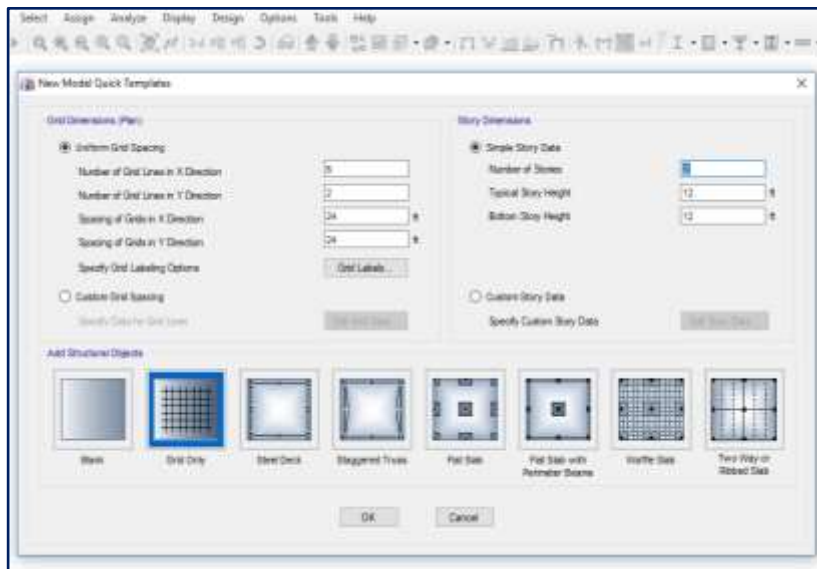 Select Assign Analyze Display Design Options Tools Help
New Model Quick Templates
Grid Dimensions (Plan)
Uniform Grid Spacing
Number of Grid Lines in X Direction
Number of Grid Lines in Y Direction 2
Spacing of Grids in X Direction 24 ft
Spacing of Grids in Y Direction 24 ft
Specify Grid Labeling Options Grid Labels...
Custom Grid Spacing
Specify Data for Grid Lines
Story Dimensions
Simple Story Data
Number of Stories
Typical Story Height 12 ft
Bottom Story Height 12 ft
Custom Story Data
Specify Custom Story Data
Add Structural Objects
Blank
Grid Only
Steel Deck
Staggered Truss
Flat Slab
Flat Slab with
Perimeter Beams
Waffle Slab
Two Way or
Ribbed Slab
OK Cancel